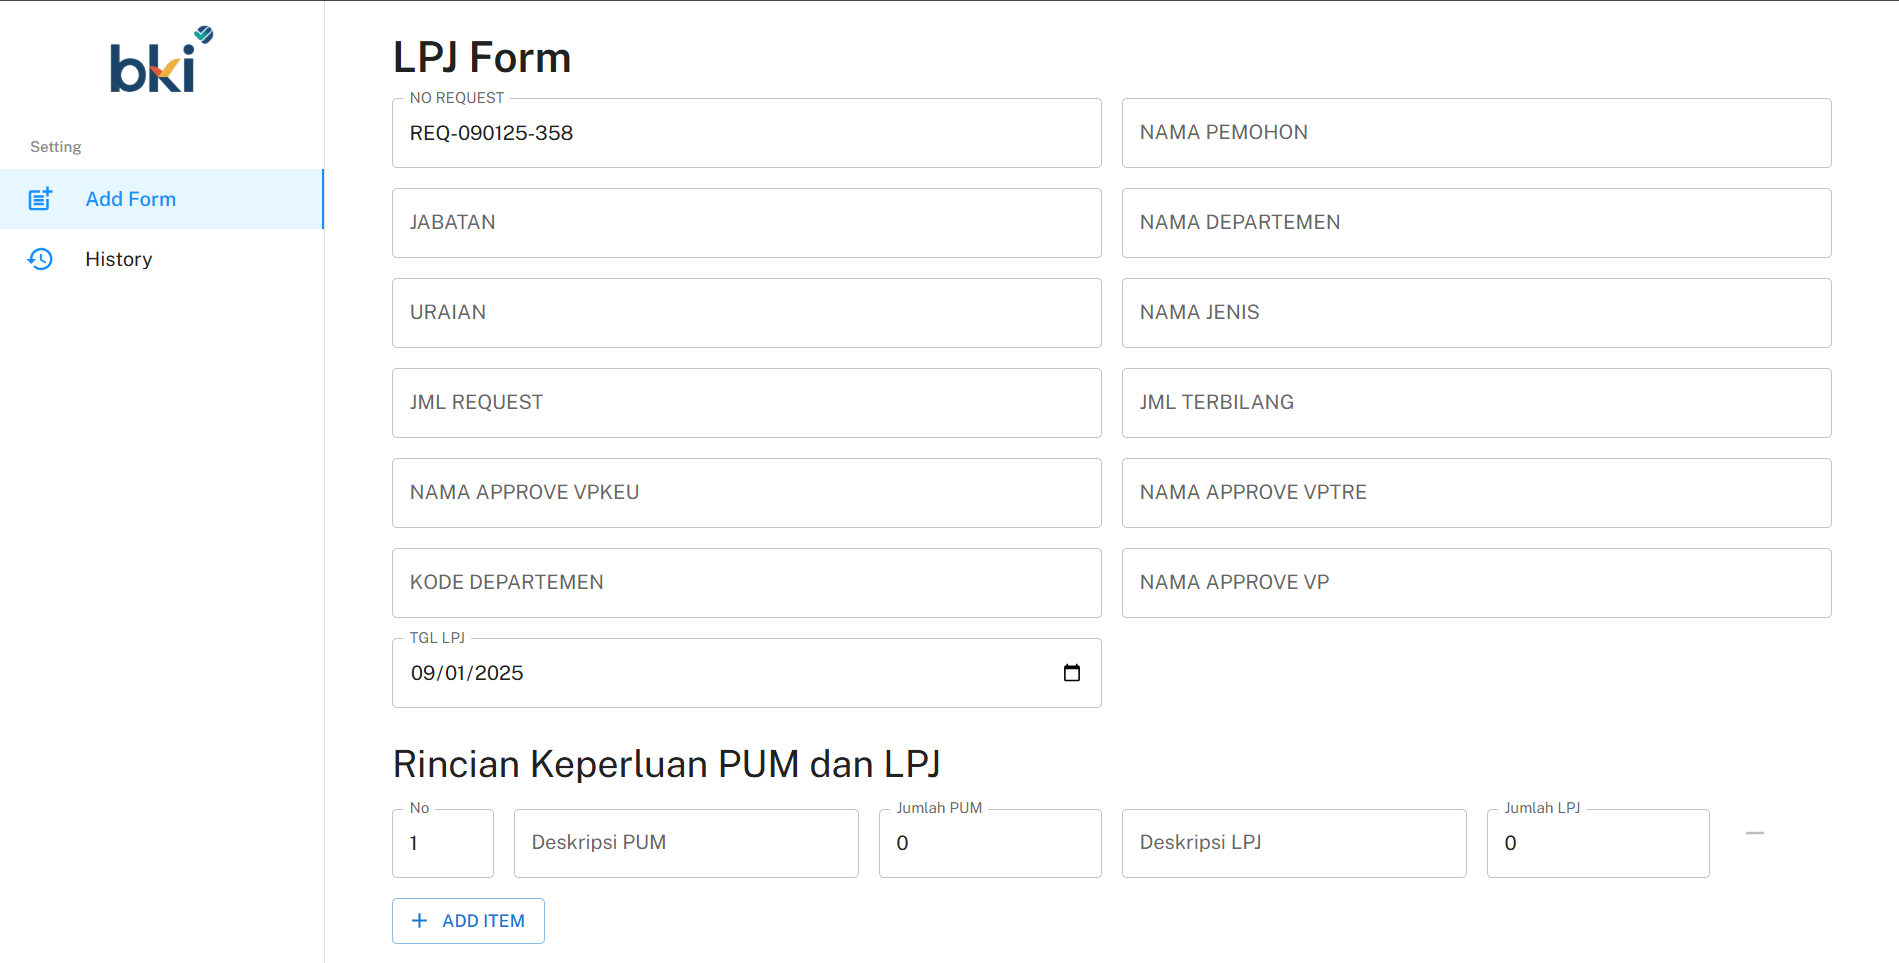 bki
Setting
Add Form
History
LPJ Form
NO REQUEST
REQ-090125-358
NAMA PEMOHON
JABATAN
NAMA DEPARTEMEN
URAIAN
NAMA JENIS
JML REQUEST
JML TERBILANG
NAMA APPROVE VPKEU
NAMA APPROVE VPTRE
KODE DEPARTEMEN
NAMA APPROVE VP
TGL LPJ
09/01/2025
Rincian Keperluan PUM dan LPJ
No
1
Deskripsi PUM
Jumlah PUM
0
Deskripsi LPJ
Jumlah LPJ
0
ADD ITEM